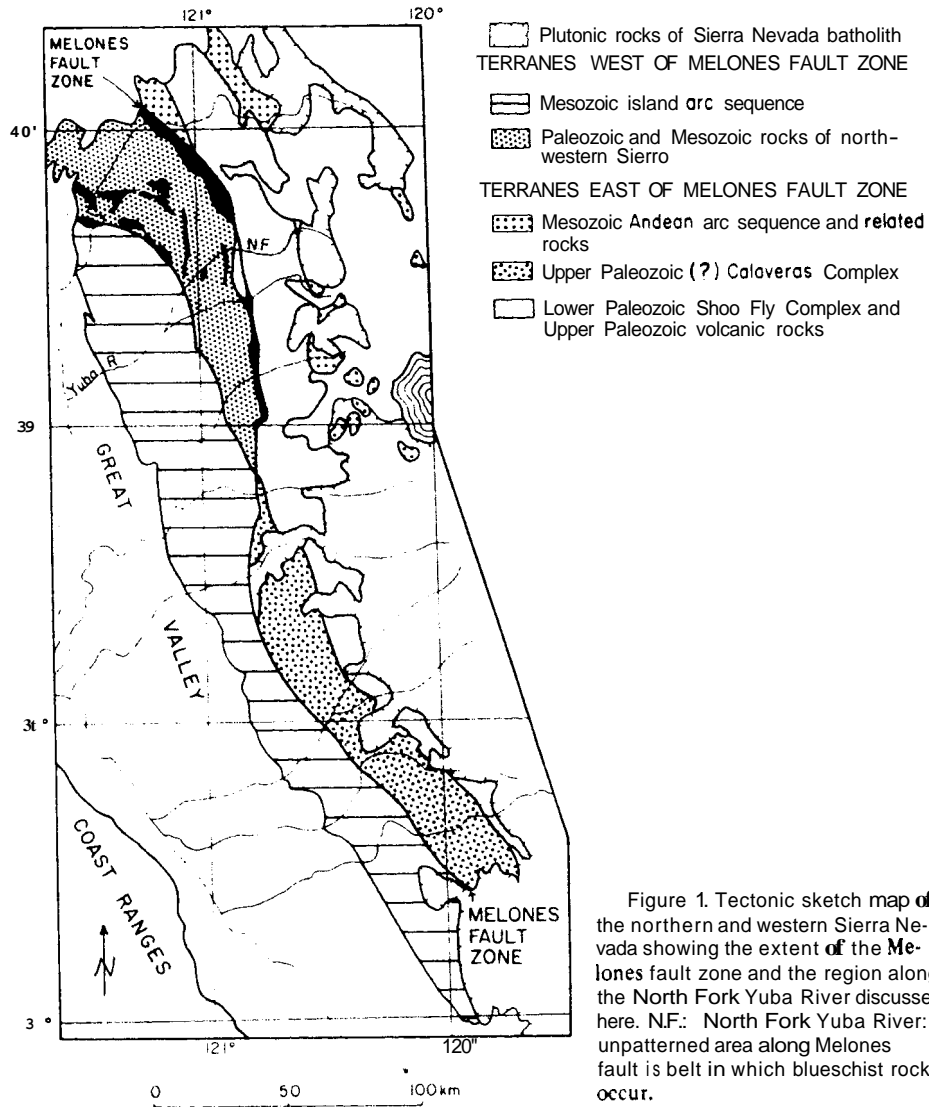 121°
120°
MELONES
FAULT
ZONE
40'
N.F.
Yuba R
39
GREAT
VALLEY
31°
COAST RANGES
N
MELONES
FAULT
ZONE
3 °
121°
120"
0 50 100km
Plutonic rocks of Sierra Nevada batholith
TERRANES WEST OF MELONES FAULT ZONE
Mesozoic island arc sequence
Paleozoic and Mesozoic rocks of north-
western Sierro
TERRANES EAST OF MELONES FAULT ZONE
Mesozoic Andean arc sequence and related
rocks
Upper Paleozoic (?) Calaveras Complex
Lower Paleozoic Shoo Fly Complex and
Upper Paleozoic volcanic rocks
Figure 1. Tectonic sketch map of
the northern and western Sierra Ne-
vada showing the extent of the Me-
lones fault zone and the region along
the North Fork Yuba River discusse
here. N.F.: North Fork Yuba River:
unpatterned area along Melones
fault is belt in which blueschist rock
occur.